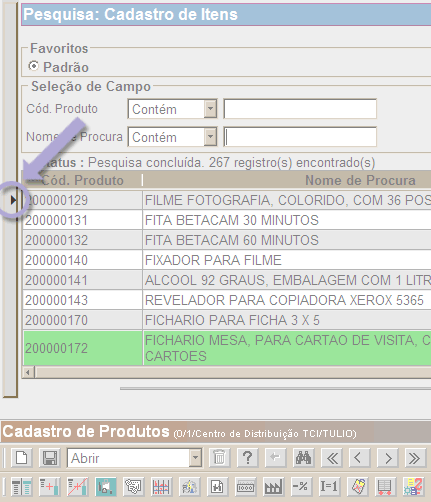 Pesquisa: Cadastro de Itens
Favoritos
Padrão
Seleção de Campo
Cód. Produto Contém
Nome Procura Contém
tatus : Pesquisa concluída. 267 registro(s) encontrado(s)
Cód. Produto Nome de Procura
200000129 FILME FOTOGRAFIA, COLORIDO, COM 36 POS
200000131 FITA BETACAM 30 MINUTOS
200000132 FITA BETACAM 60 MINUTOS
200000140 FIXADOR PARA FILME
200000141 ALCOOL 92 GRAUS, EMBALAGEM COM 1 LITR
200000143 REVELADOR PARA COPIADORA XEROX 5365
200000170 FICHARIO PARA FICHA 3 X 5
200000172 FICHARIO MESA, PARA CARTAO DE VISITA, C
CARTOES
Cadastro de Produtos (0/1/Centro de Distribuição TCI/TULIO)
Abrir